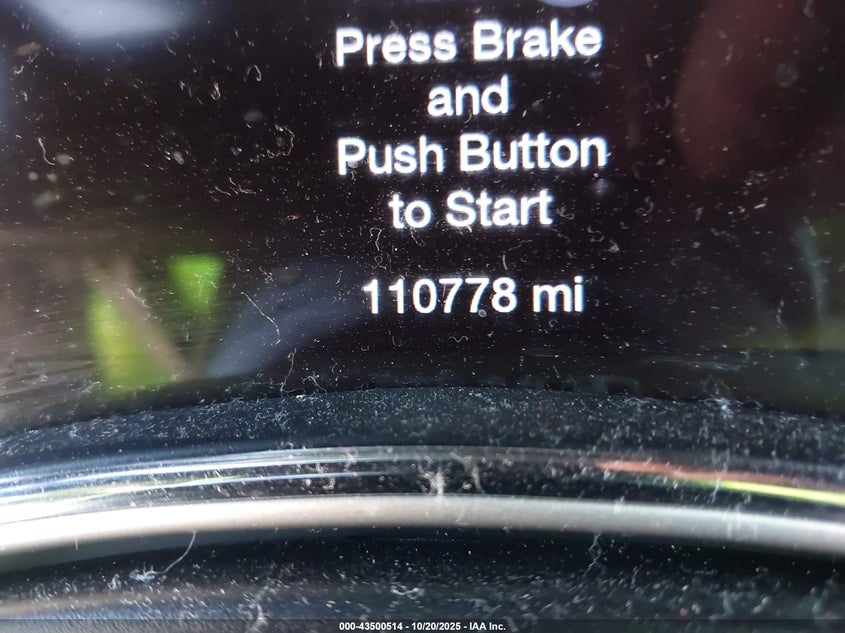 Press Brake
and
Push Button
to Start
110778 mi
000-43500514 - 10/20/2025 - IAA Inc.